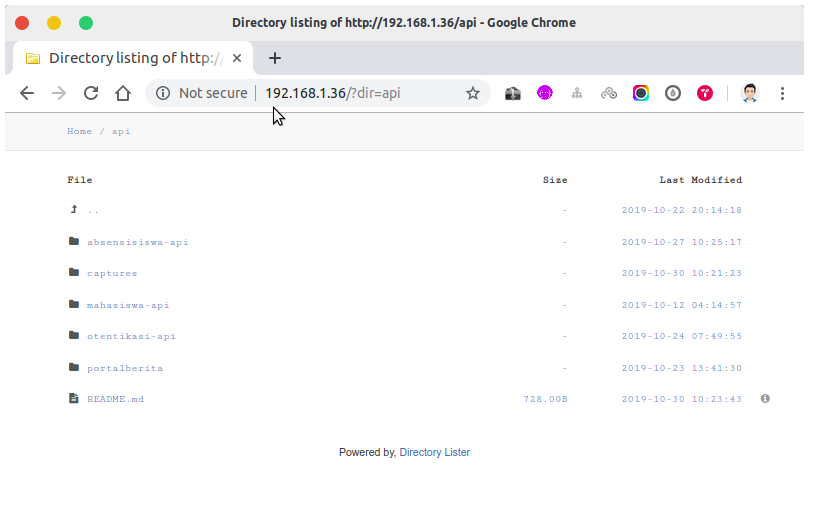 Directory listing of http://192.168.1.36/api - Google Chrome
Directory listing of http://
Not secure | 192.168.1.36/?dir=api
Home / api
File Size Last Modified
.. - 2019-10-22 20:14:18
absensisiswa-api - 2019-10-27 10:25:17
captures - 2019-10-30 10:21:23
mahasiswa-api - 2019-10-12 04:14:57
otentikasi-api - 2019-10-24 07:49:55
portalberita - 2019-10-23 13:41:30
README.md 728.00B 2019-10-30 10:23:43
Powered by, Directory Lister